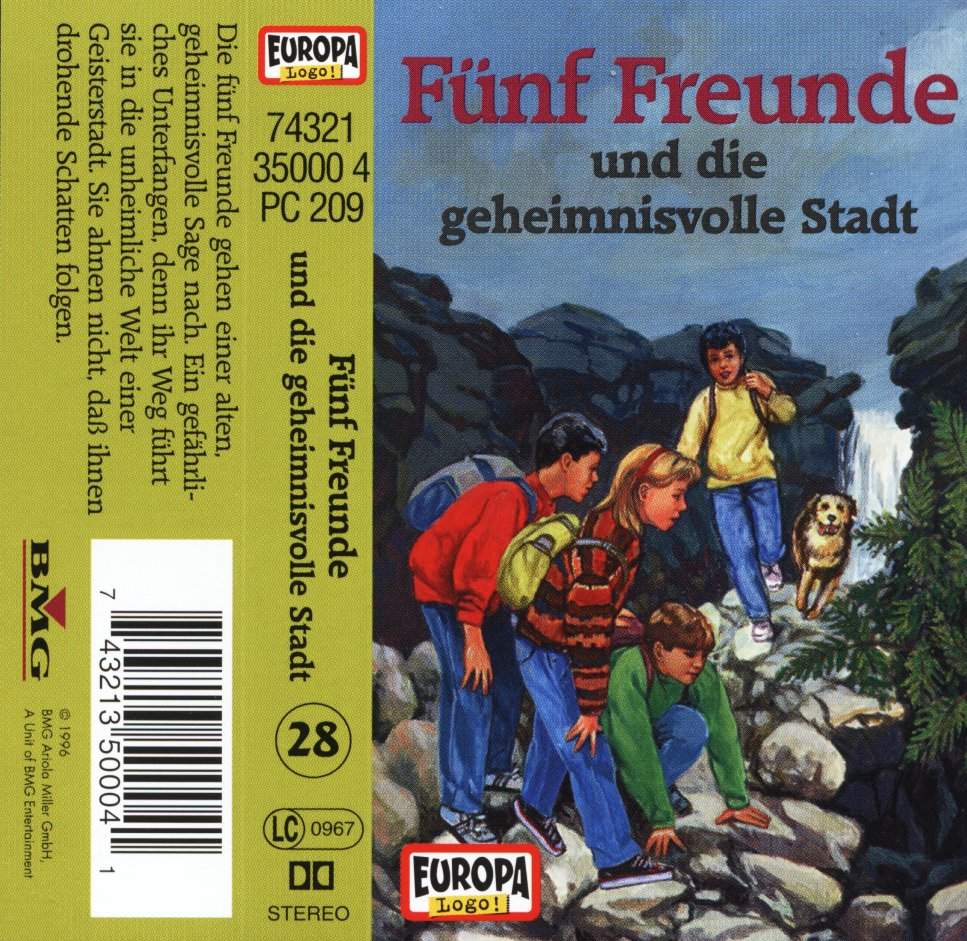 Fünf Freunde
und die
geheimnisvolle Stadt
EUROPA
Logo!
EUROPA
Logo!
74321
35000 4
PC 209
Fünf Freunde
und die geheimnisvolle Stadt
28
LC 0967
STEREO
Die fünf Freunde gehen einer alten,
geheimnisvolle Sage nach. Ein gefährli-
ches Unterfangen, denn ihr Weg führt
sie in die unheimliche Welt einer
Geisterstadt. Sie ahnen nicht, daß ihnen
drohende Schatten folgen.
BMG
7 43213 50004 1
© 1996
BMG Ariola Miller GmbH,
A Unit of BMG Entertainment